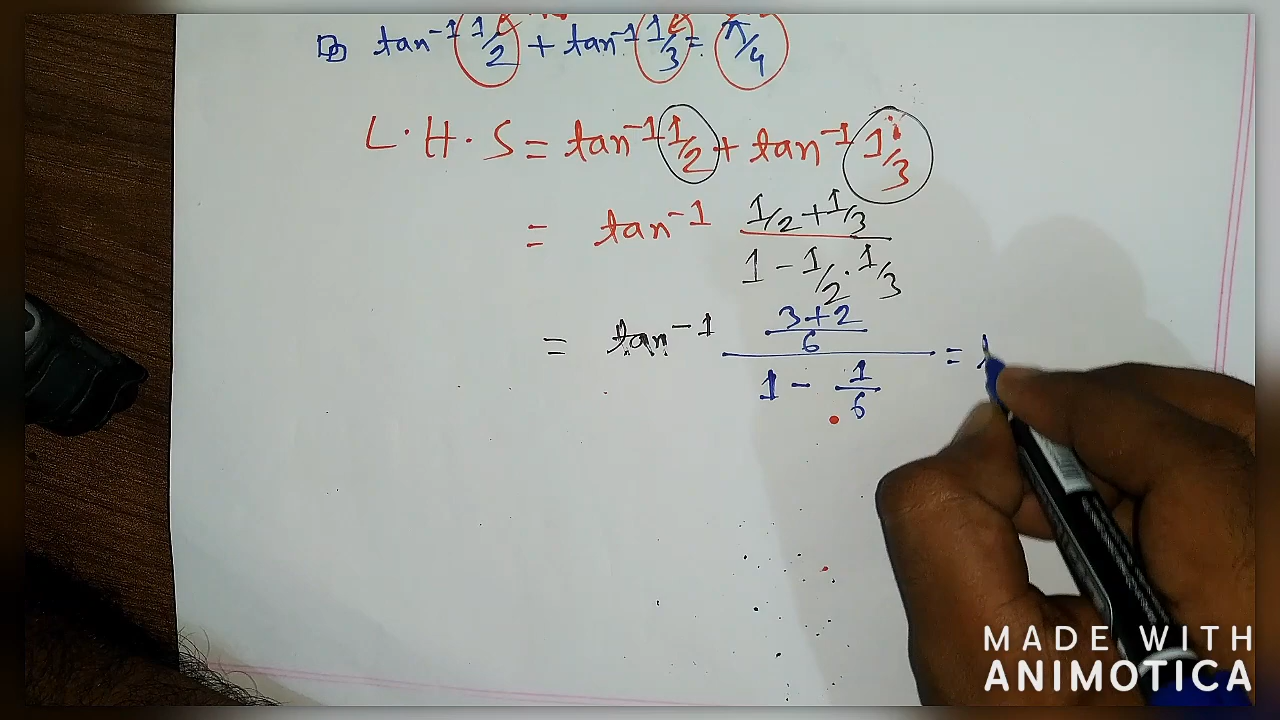 tan⁻¹ 1/2 + tan⁻¹ 1/3 = π/4
L.H.S = tan⁻¹ 1/2 + tan⁻¹ 1/3
= tan⁻¹ (1/2 + 1/3)/(1 - 1/2 . 1/3)
= tan⁻¹ ((3+2)/6)/(1 - 1/6) =
MADE WITH
ANIMOTICA